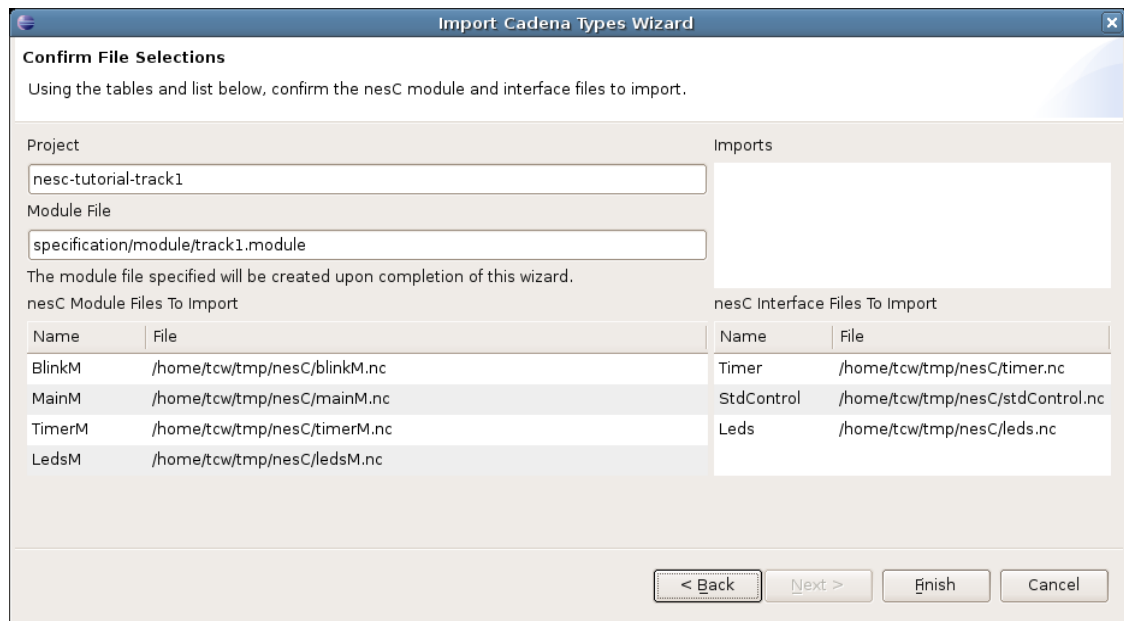 Import Cadena Types Wizard
Confirm File Selections
Using the tables and list below, confirm the nesC module and interface files to import.
Project
nesc-tutorial-track1
Module File
specification/module/track1.module
The module file specified will be created upon completion of this wizard.
Imports
nesC Module Files To Import
Name File
BlinkM /home/tcw/tmp/nesC/blinkM.nc
MainM /home/tcw/tmp/nesC/mainM.nc
TimerM /home/tcw/tmp/nesC/timerM.nc
LedsM /home/tcw/tmp/nesC/ledsM.nc
nesC Interface Files To Import
Name File
Timer /home/tcw/tmp/nesC/timer.nc
StdControl /home/tcw/tmp/nesC/stdControl.nc
Leds /home/tcw/tmp/nesC/leds.nc
< Back Next > Finish Cancel